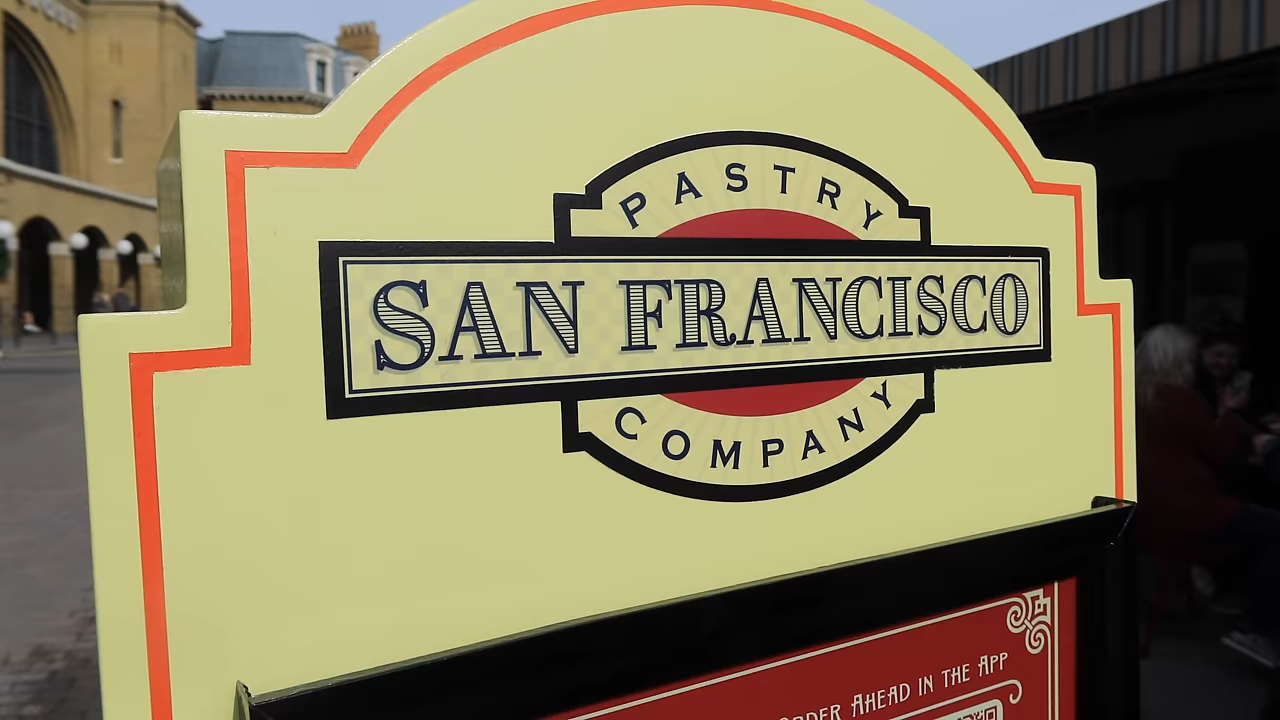 PASTRY
SAN FRANCISCO
COMPANY
ORDER AHEAD IN THE APP